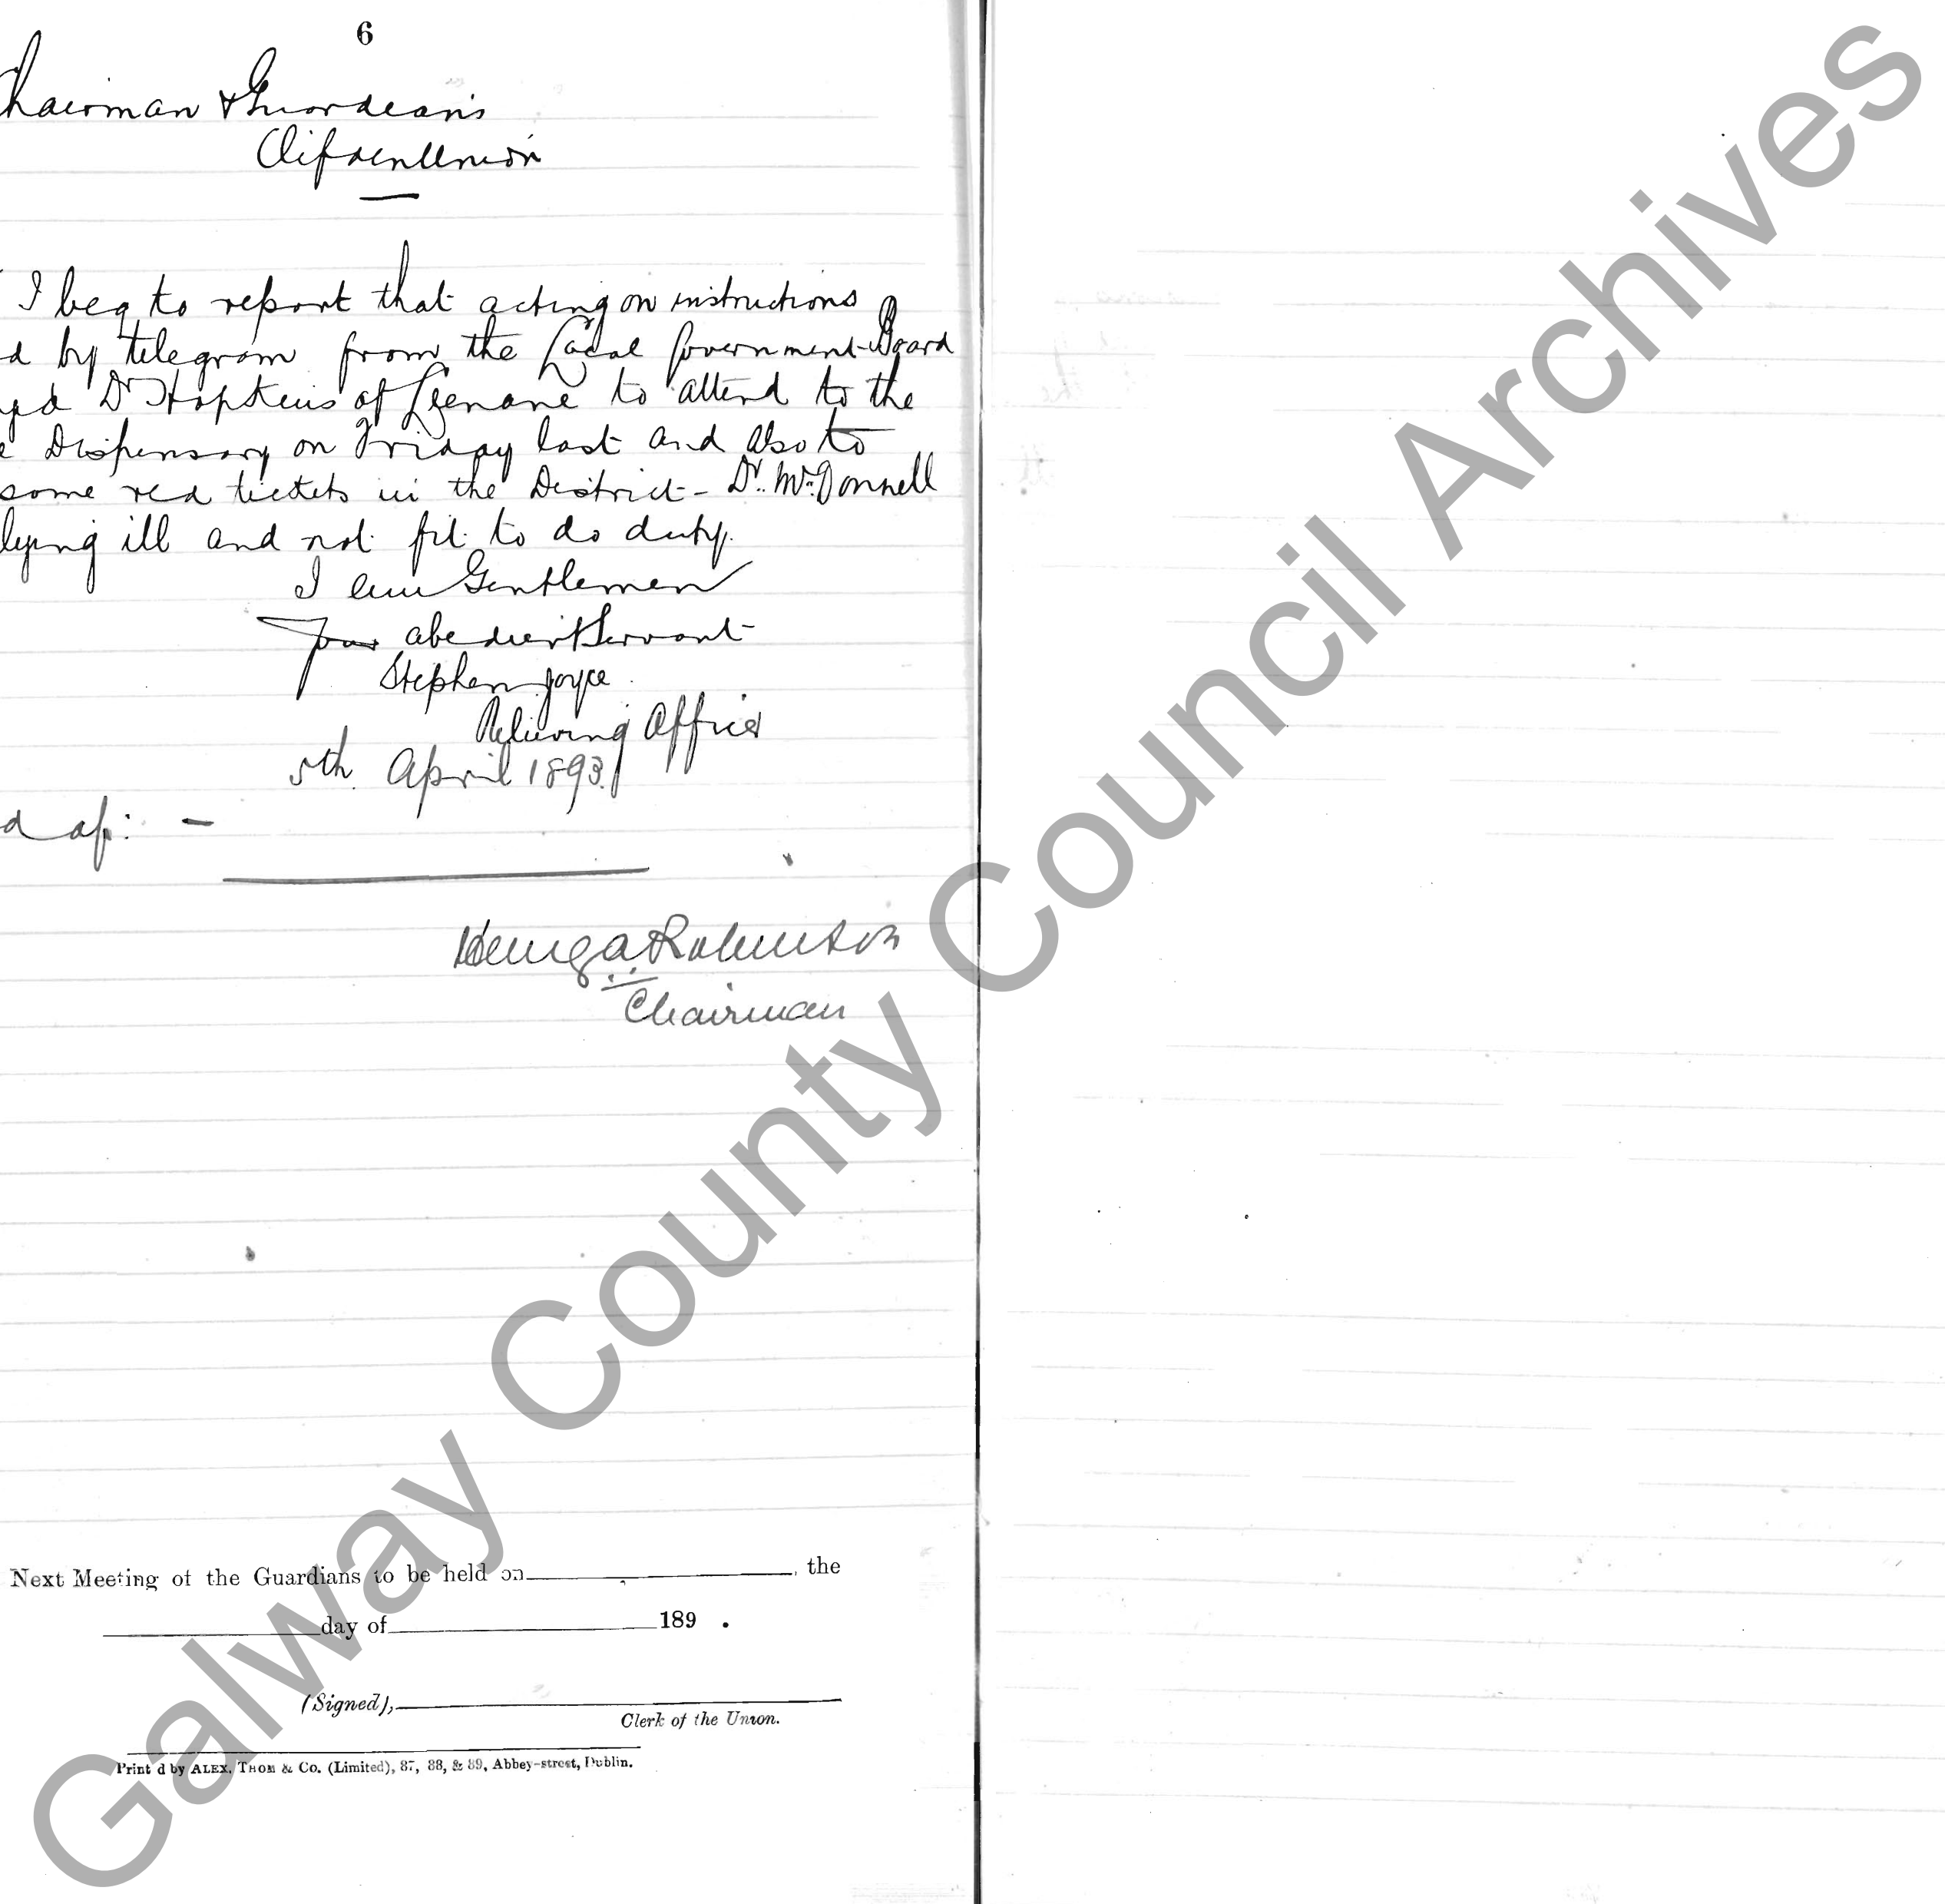 6
hairman & Guardians
Clifden Union
I beg to report that acting on instructions
d by telegram from the Local Government Board
Dr Hopkins of Leenane to attend to the
Dispensary on Friday last and also to
some red tickets in the District - Dr. McDonnell
lying ill and not fit to do duty.
I am Gentlemen
Your obedient Servant
Stephen Joyce
Relieving Officer
5th April 1893
Henry A Robinson
Chairman
Next Meeting of the Guardians to be held on , the
day of 189 .
(Signed),
Clerk of the Union.
Print d by ALEX. THOM & Co. (Limited), 87, 88, & 89, Abbey-street, Dublin.
Galway County Council Archives